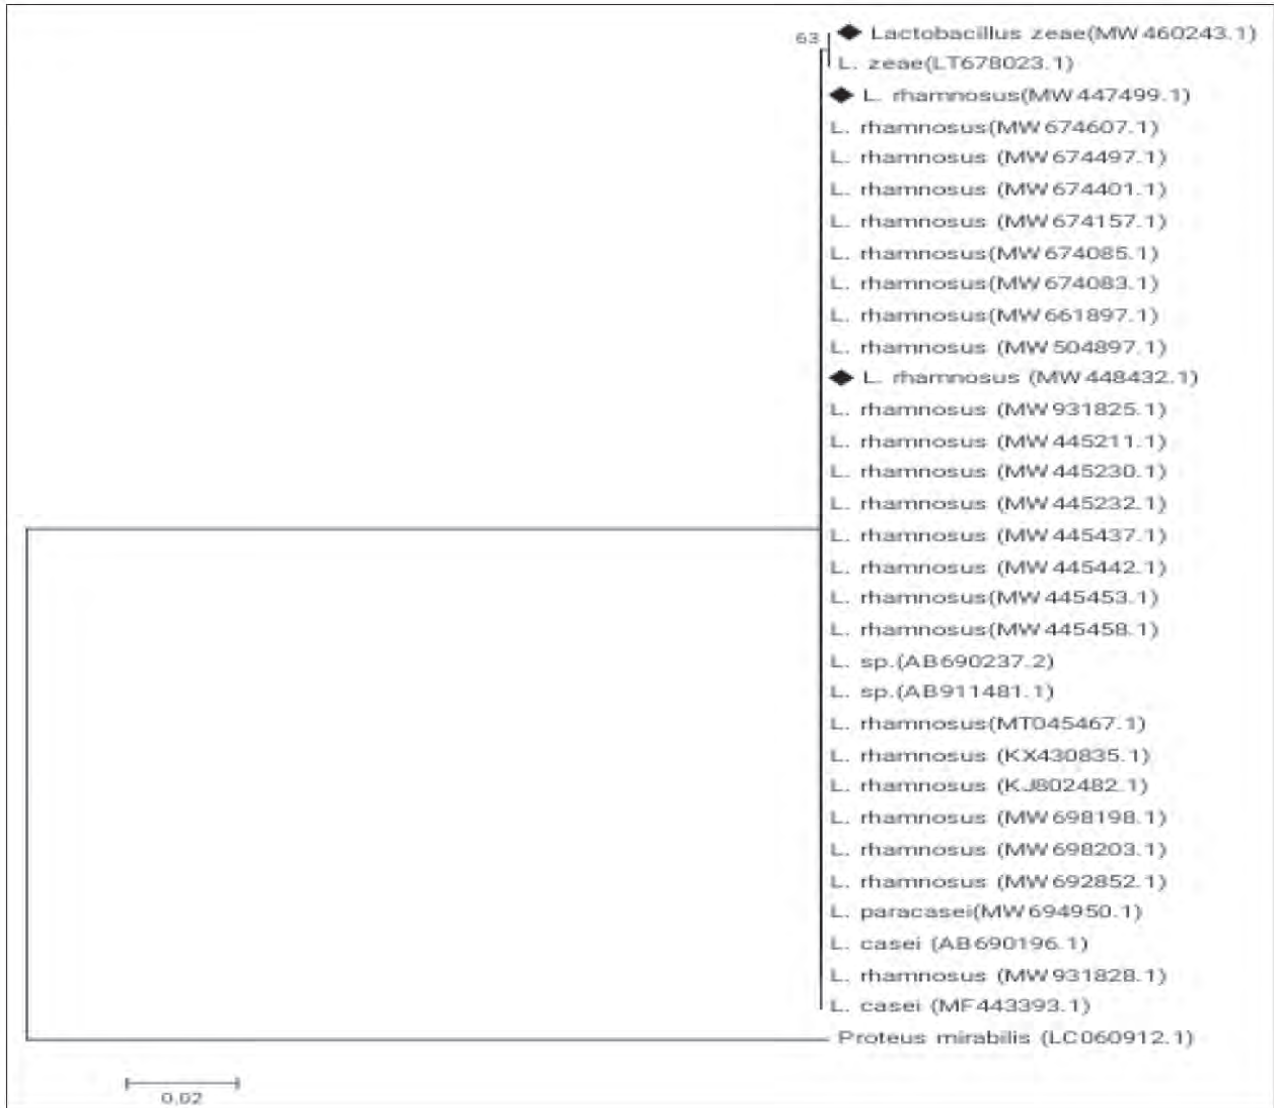 63
◆ Lactobacillus zeae(MW460243.1)
L. zeae(LT678023.1)
◆ L. rhamnosus(MW447499.1)
L. rhamnosus(MW674607.1)
L. rhamnosus (MW674497.1)
L. rhamnosus (MW674401.1)
L. rhamnosus (MW674157.1)
L. rhamnosus(MW674085.1)
L. rhamnosus(MW674083.1)
L. rhamnosus(MW661897.1)
L. rhamnosus (MW504897.1)
◆ L. rhamnosus (MW448432.1)
L. rhamnosus (MW931825.1)
L. rhamnosus (MW445211.1)
L. rhamnosus (MW445230.1)
L. rhamnosus (MW445232.1)
L. rhamnosus (MW445437.1)
L. rhamnosus (MW445442.1)
L. rhamnosus(MW445453.1)
L. rhamnosus(MW445458.1)
L. sp.(AB690237.2)
L. sp.(AB911481.1)
L. rhamnosus(MT045467.1)
L. rhamnosus (KX430835.1)
L. rhamnosus (KJ802482.1)
L. rhamnosus (MW698198.1)
L. rhamnosus (MW698203.1)
L. rhamnosus (MW692852.1)
L. paracasei(MW694950.1)
L. casei (AB690196.1)
L. rhamnosus (MW931828.1)
L. casei (MF443393.1)
Proteus mirabilis (LC060912.1)
0.02